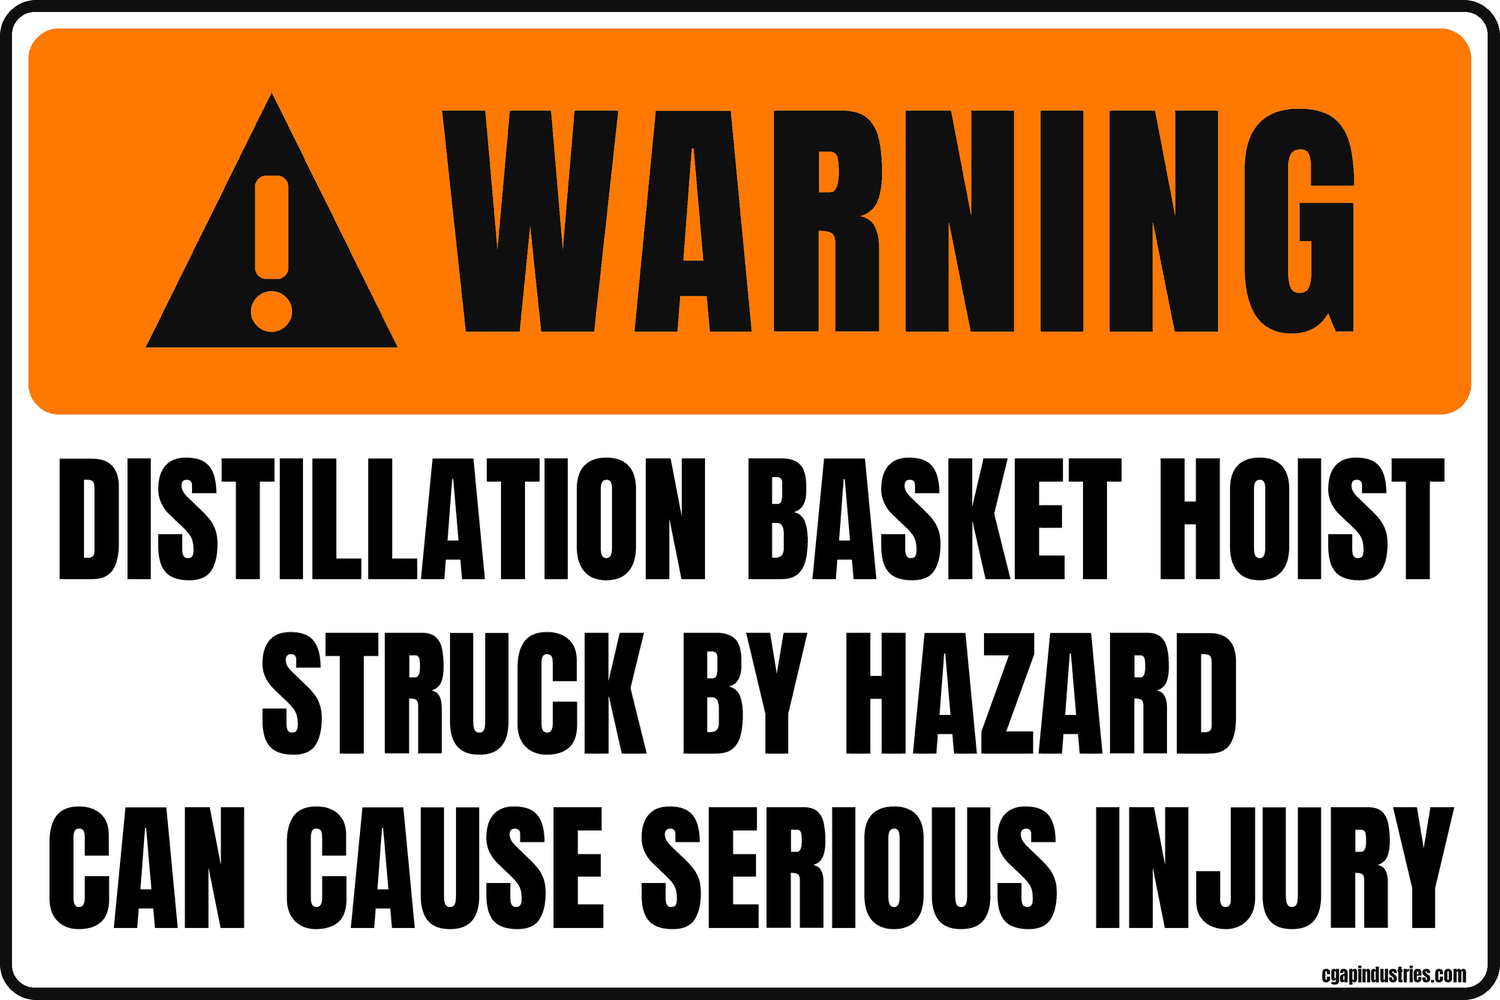 WARNING
DISTILLATION BASKET HOIST
STRUCK BY HAZARD
CAN CAUSE SERIOUS INJURY
cgapindustries.com